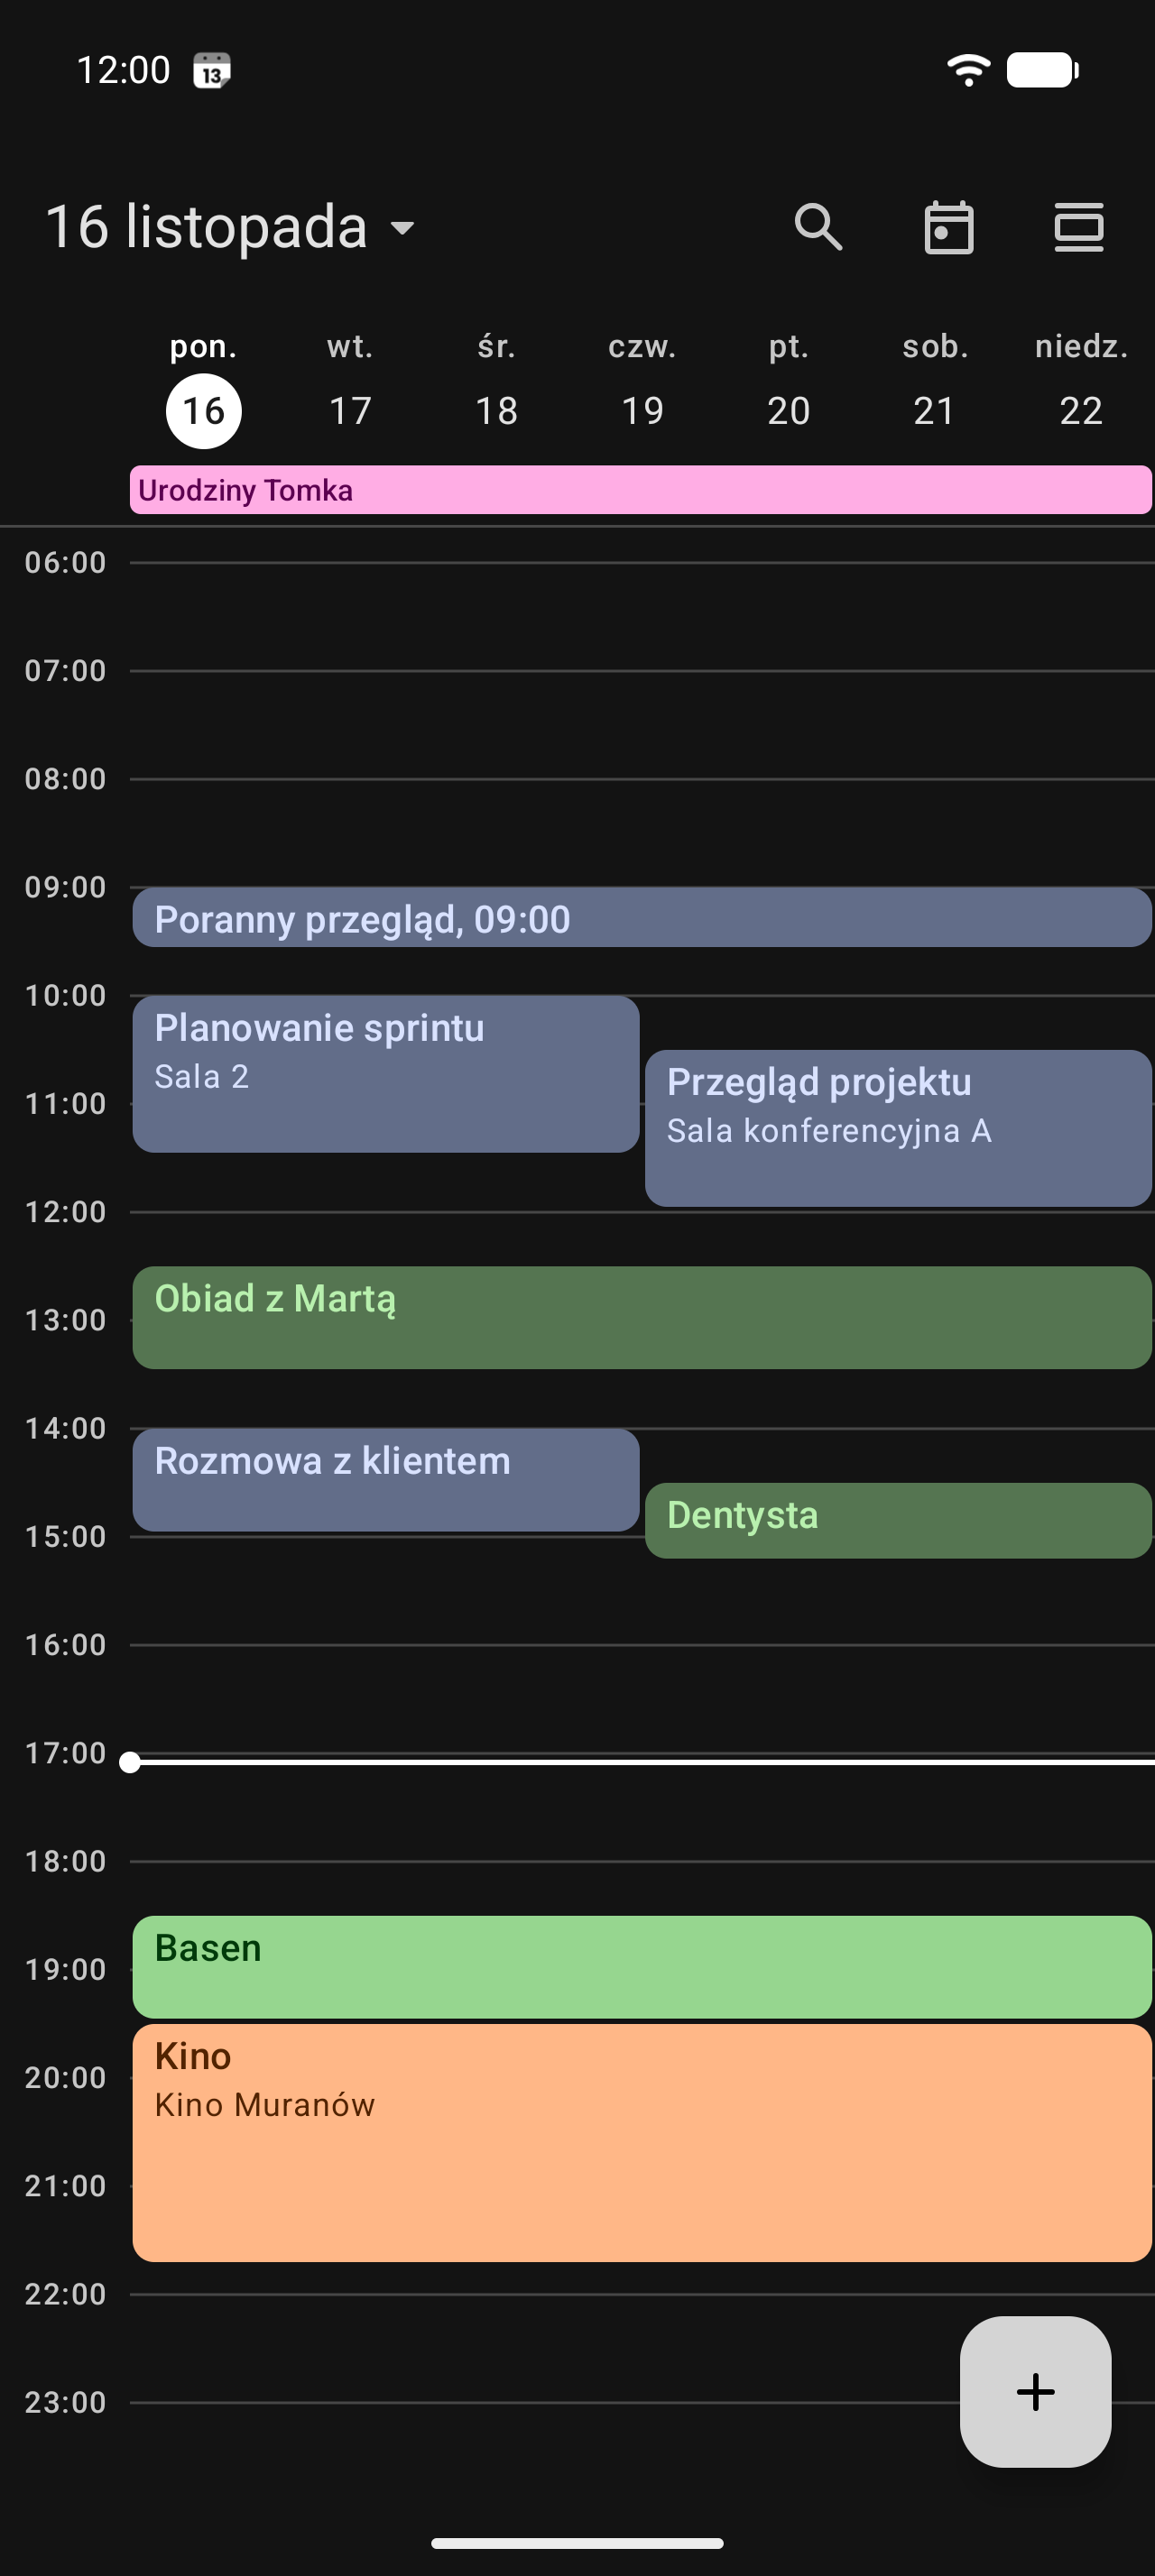 12:00 13
16 listopada
pon. wt. śr. czw. pt. sob. niedz.
16 17 18 19 20 21 22
Urodziny Tomka
06:00
07:00
08:00
09:00
Poranny przegląd, 09:00
10:00
Planowanie sprintu
Sala 2
Przegląd projektu
Sala konferencyjna A
11:00
12:00
Obiad z Martą
13:00
14:00
Rozmowa z klientem
Dentysta
15:00
16:00
17:00
18:00
Basen
19:00
Kino
Kino Muranów
20:00
21:00
22:00
23:00